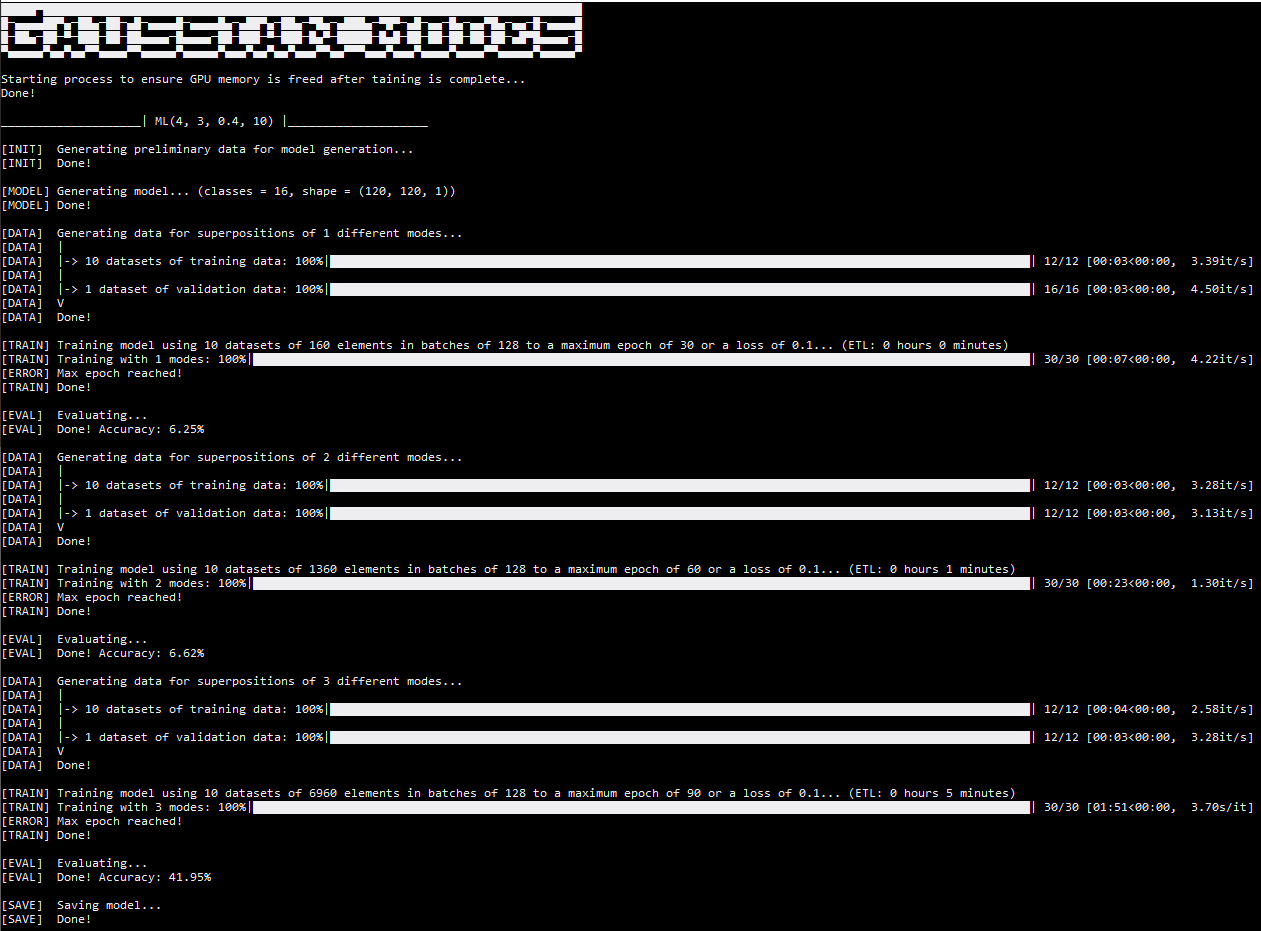 Starting process to ensure GPU memory is freed after taining is complete...
Done!
____________________| ML(4, 3, 0.4, 10) |____________________
[INIT]  Generating preliminary data for model generation...
[INIT]  Done!
[MODEL] Generating model... (classes = 16, shape = (120, 120, 1))
[MODEL] Done!
[DATA]  Generating data for superpositions of 1 different modes...
[DATA]  |
[DATA]  |-> 10 datasets of training data: 100%|| 12/12 [00:03<00:00,  3.39it/s]
[DATA]  |
[DATA]  |-> 1 dataset of validation data: 100%|| 16/16 [00:03<00:00,  4.50it/s]
[DATA]  V
[DATA]  Done!
[TRAIN] Training model using 10 datasets of 160 elements in batches of 128 to a maximum epoch of 30 or a loss of 0.1... (ETL: 0 hours 0 minutes)
[TRAIN] Training with 1 modes: 100%|| 30/30 [00:07<00:00,  4.22it/s]
[ERROR] Max epoch reached!
[TRAIN] Done!
[EVAL]  Evaluating...
[EVAL]  Done! Accuracy: 6.25%
[DATA]  Generating data for superpositions of 2 different modes...
[DATA]  |
[DATA]  |-> 10 datasets of training data: 100%|| 12/12 [00:03<00:00,  3.28it/s]
[DATA]  |
[DATA]  |-> 1 dataset of validation data: 100%|| 12/12 [00:03<00:00,  3.13it/s]
[DATA]  V
[DATA]  Done!
[TRAIN] Training model using 10 datasets of 1360 elements in batches of 128 to a maximum epoch of 60 or a loss of 0.1... (ETL: 0 hours 1 minutes)
[TRAIN] Training with 2 modes: 100%|| 30/30 [00:23<00:00,  1.30it/s]
[ERROR] Max epoch reached!
[TRAIN] Done!
[EVAL]  Evaluating...
[EVAL]  Done! Accuracy: 6.62%
[DATA]  Generating data for superpositions of 3 different modes...
[DATA]  |
[DATA]  |-> 10 datasets of training data: 100%|| 12/12 [00:04<00:00,  2.58it/s]
[DATA]  |
[DATA]  |-> 1 dataset of validation data: 100%|| 12/12 [00:03<00:00,  3.28it/s]
[DATA]  V
[DATA]  Done!
[TRAIN] Training model using 10 datasets of 6960 elements in batches of 128 to a maximum epoch of 90 or a loss of 0.1... (ETL: 0 hours 5 minutes)
[TRAIN] Training with 3 modes: 100%|| 30/30 [01:51<00:00,  3.70s/it]
[ERROR] Max epoch reached!
[TRAIN] Done!
[EVAL]  Evaluating...
[EVAL]  Done! Accuracy: 41.95%
[SAVE]  Saving model...
[SAVE]  Done!